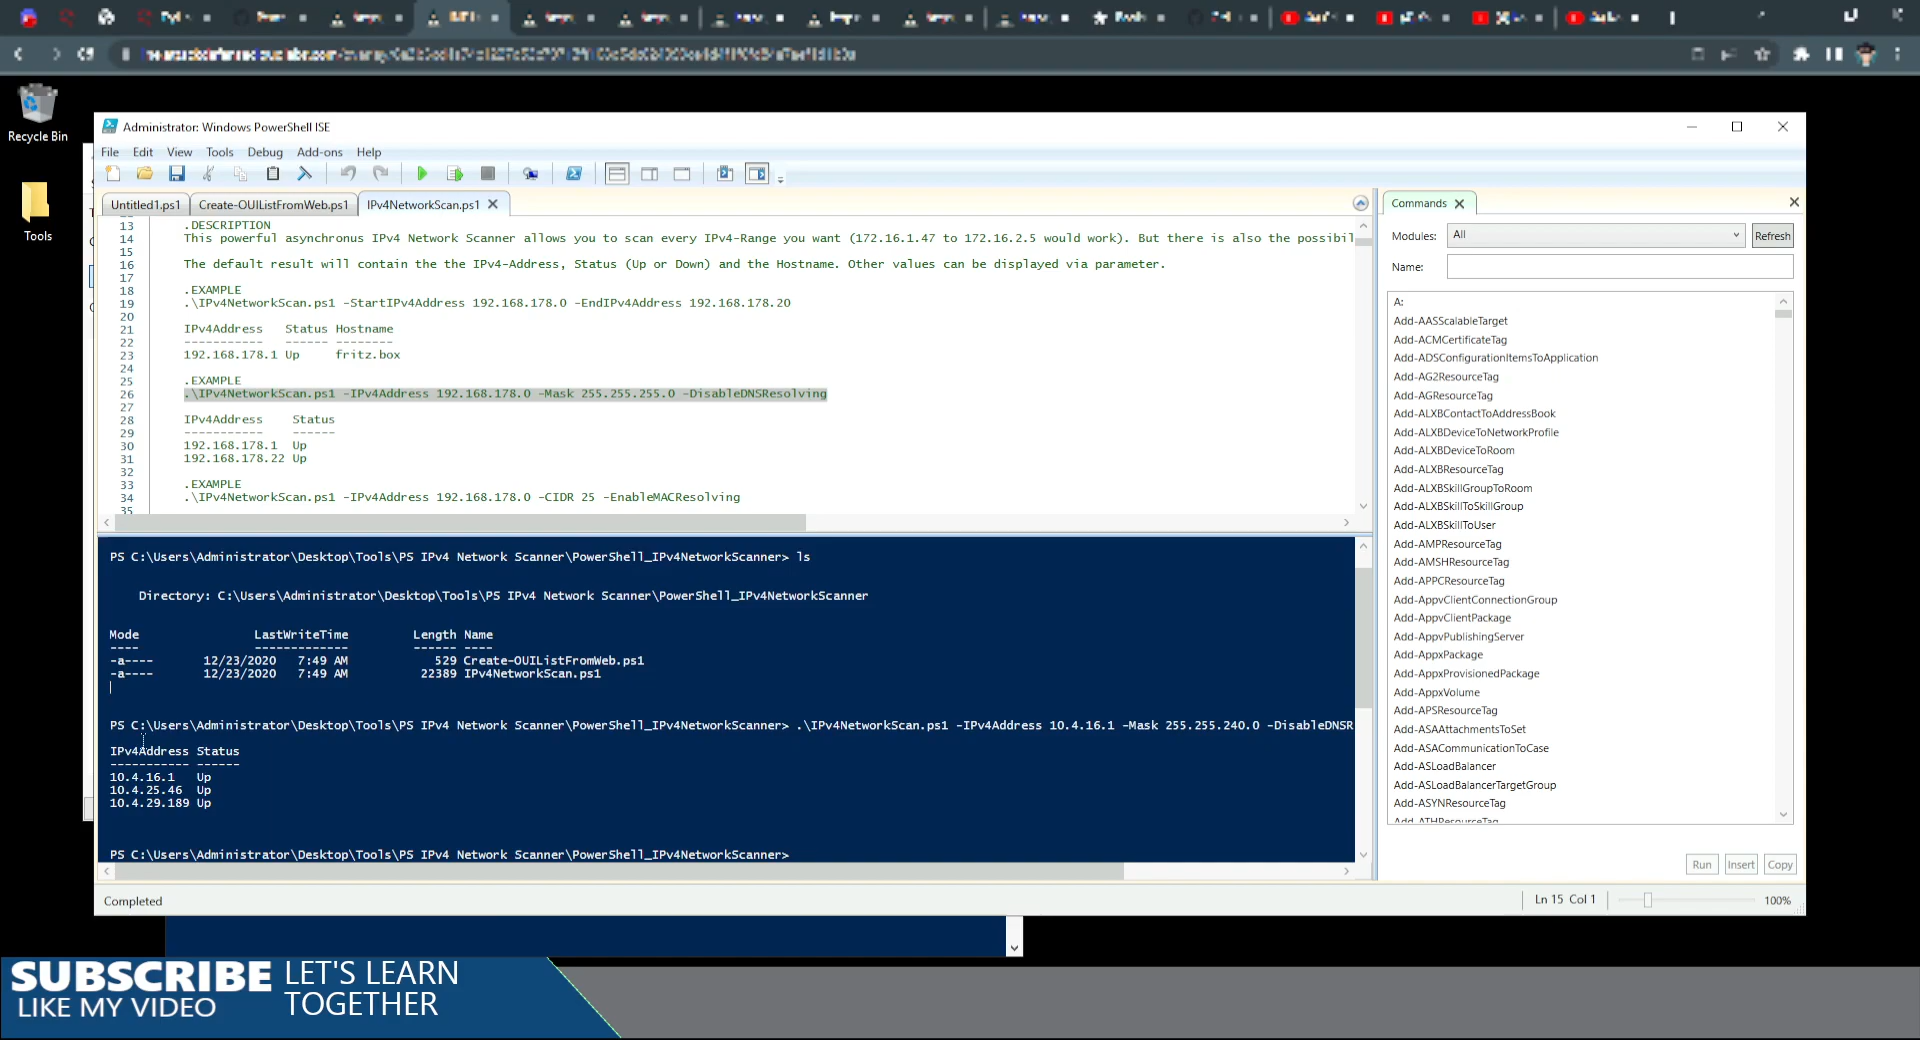 Recycle Bin
Tools
Administrator: Windows PowerShell ISE
File Edit View Tools Debug Add-ons Help
Untitled1.ps1 Create-OUIListFromWeb.ps1 IPv4NetworkScan.ps1
13 .DESCRIPTION
14 This powerful asynchronus IPv4 Network Scanner allows you to scan every IPv4-Range you want (172.16.1.47 to 172.16.2.5 would work). But there is also the possibil
15
16 The default result will contain the the IPv4-Address, Status (Up or Down) and the Hostname. Other values can be displayed via parameter.
17
18 .EXAMPLE
19 .\IPv4NetworkScan.ps1 -StartIPv4Address 192.168.178.0 -EndIPv4Address 192.168.178.20
20
21 IPv4Address Status Hostname
22 ----------- ------ --------
23 192.168.178.1 Up fritz.box
24
25 .EXAMPLE
26 .\IPv4NetworkScan.ps1 -IPv4Address 192.168.178.0 -Mask 255.255.255.0 -DisableDNSResolving
27
28 IPv4Address Status
29 ----------- ------
30 192.168.178.1 Up
31 192.168.178.22 Up
32
33 .EXAMPLE
34 .\IPv4NetworkScan.ps1 -IPv4Address 192.168.178.0 -CIDR 25 -EnableMACResolving
35
PS C:\Users\Administrator\Desktop\Tools\PS IPv4 Network Scanner\PowerShell_IPv4NetworkScanner> ls
Directory: C:\Users\Administrator\Desktop\Tools\PS IPv4 Network Scanner\PowerShell_IPv4NetworkScanner
Mode LastWriteTime Length Name
---- ------------- ------ ----
-a---- 12/23/2020 7:49 AM 529 Create-OUIListFromWeb.ps1
-a---- 12/23/2020 7:49 AM 22389 IPv4NetworkScan.ps1
PS C:\Users\Administrator\Desktop\Tools\PS IPv4 Network Scanner\PowerShell_IPv4NetworkScanner> .\IPv4NetworkScan.ps1 -IPv4Address 10.4.16.1 -Mask 255.255.240.0 -DisableDNSR
IPv4Address Status
----------- ------
10.4.16.1 Up
10.4.25.46 Up
10.4.29.189 Up
PS C:\Users\Administrator\Desktop\Tools\PS IPv4 Network Scanner\PowerShell_IPv4NetworkScanner>
Completed
Ln 15 Col 1
100%
Commands
Modules: All Refresh
Name:
A:
Add-AASScalableTarget
Add-ACMCertificateTag
Add-ADSConfigurationItemsToApplication
Add-AG2ResourceTag
Add-AGResourceTag
Add-ALXBContactToAddressBook
Add-ALXBDeviceToNetworkProfile
Add-ALXBDeviceToRoom
Add-ALXBResourceTag
Add-ALXBSkillGroupToRoom
Add-ALXBSkillToSkillGroup
Add-ALXBSkillToUser
Add-AMPResourceTag
Add-AMSHResourceTag
Add-APPCResourceTag
Add-AppvClientConnectionGroup
Add-AppvClientPackage
Add-AppvPublishingServer
Add-AppxPackage
Add-AppxProvisionedPackage
Add-AppxVolume
Add-APSResourceTag
Add-ASAAttachmentsToSet
Add-ASACommunicationToCase
Add-ASLoadBalancer
Add-ASLoadBalancerTargetGroup
Add-ASYNResourceTag
Add-ATHResourceTag
Run Insert Copy
SUBSCRIBE
LIKE MY VIDEO
LET'S LEARN
TOGETHER